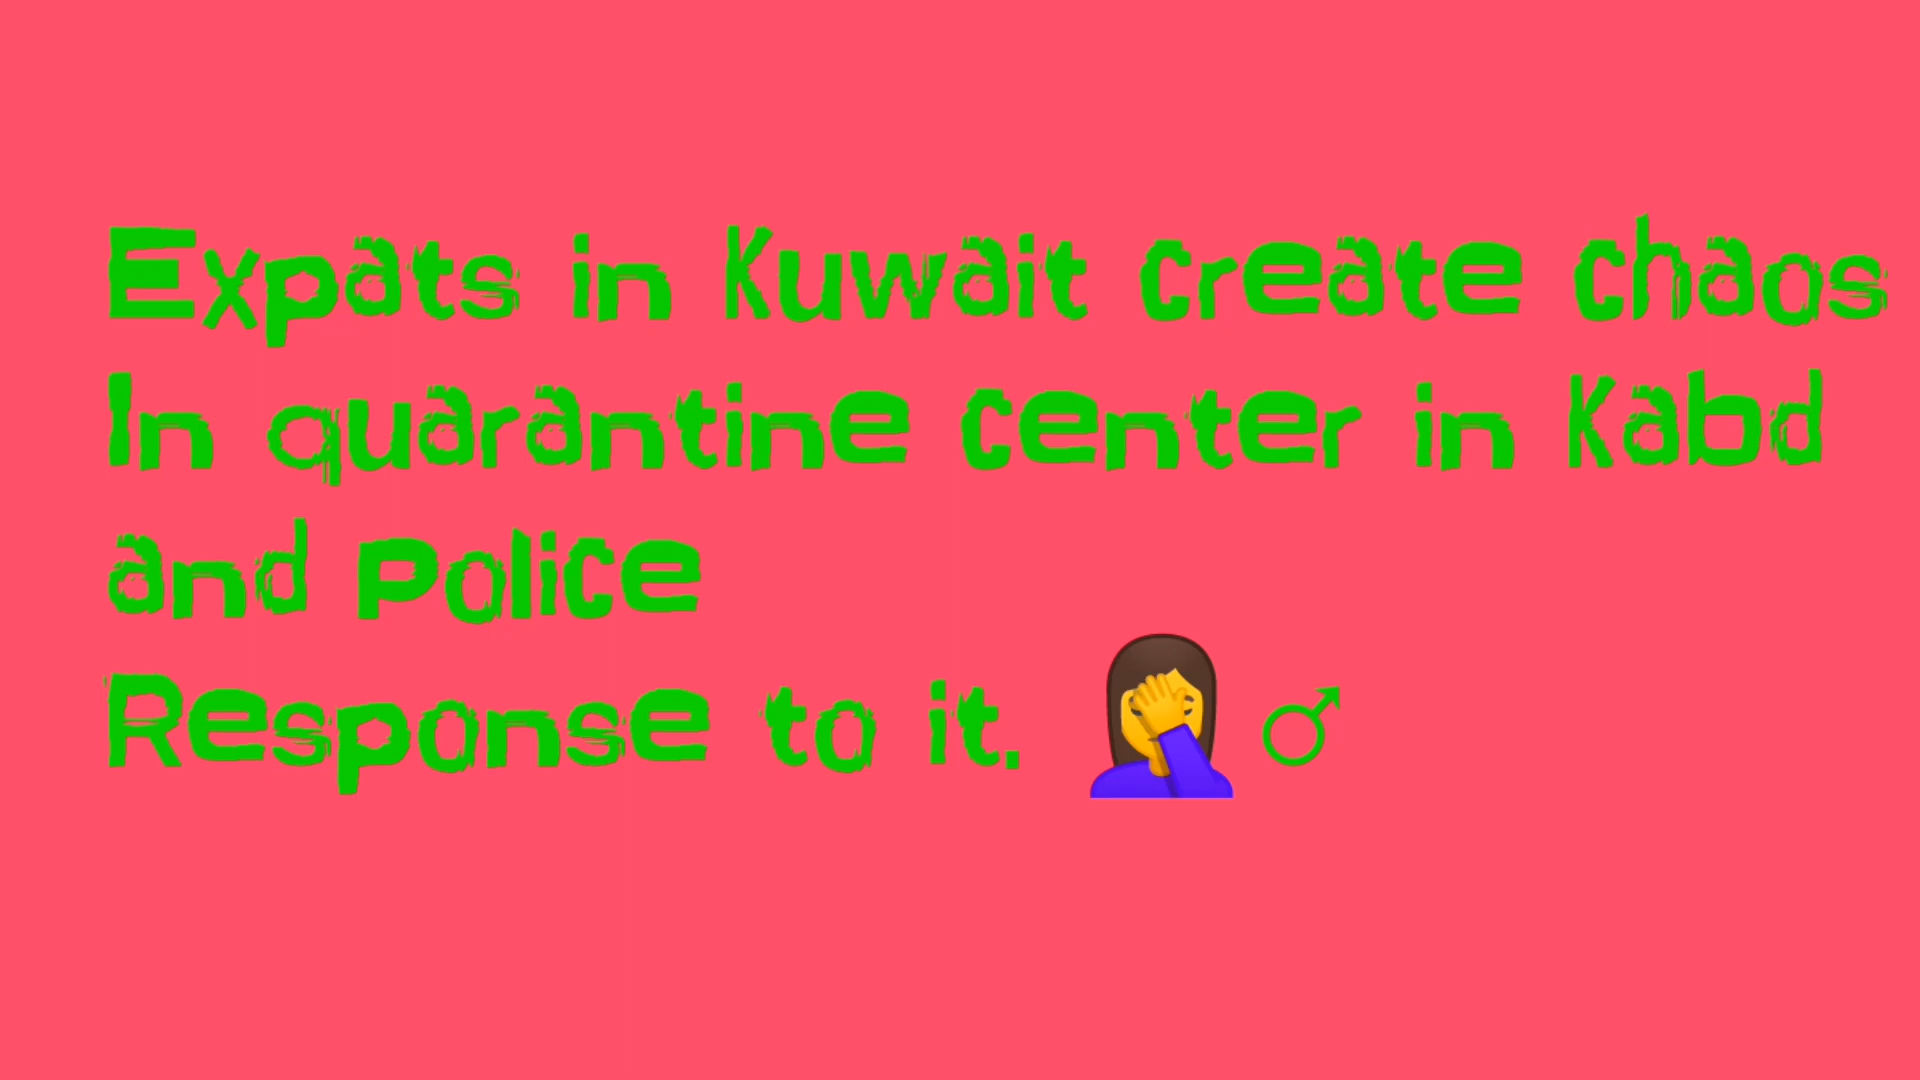 Expats in Kuwait create chaos
In quarantine center in Kabd
and Police
Response to it. 🤦‍♀️ ♂